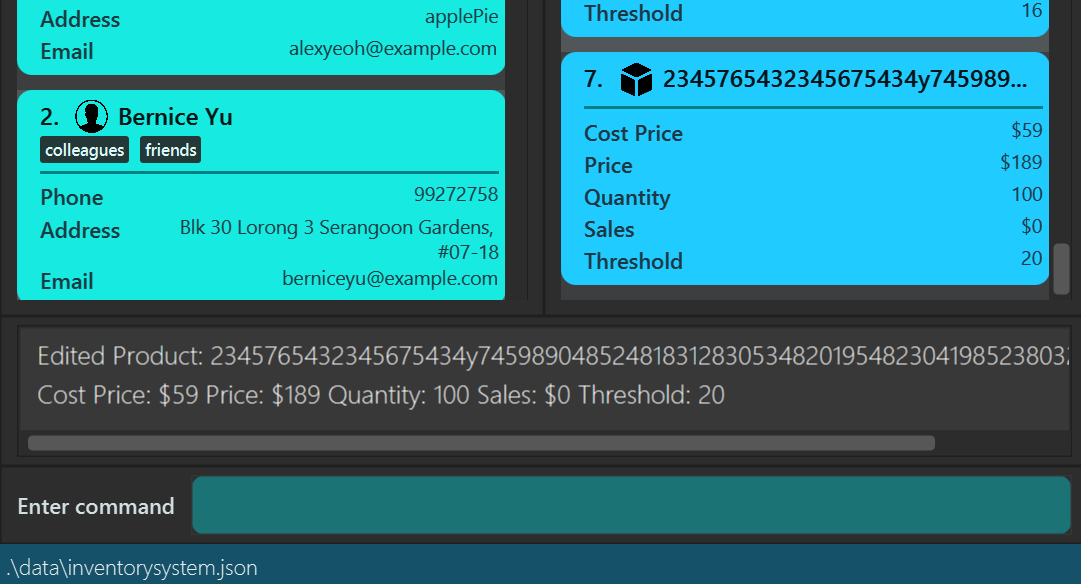 Address applePie
Email alexyeoh@example.com
2. Bernice Yu
colleagues friends
Phone 99272758
Address Blk 30 Lorong 3 Serangoon Gardens,
#07-18
Email berniceyu@example.com
Threshold 16
7. 2345765432345675434y745989...
Cost Price $59
Price $189
Quantity 100
Sales $0
Threshold 20
Edited Product: 2345765432345675434y7459890485248183128305348201954823041985238032
Cost Price: $59 Price: $189 Quantity: 100 Sales: $0 Threshold: 20
Enter command
.\data\inventorysystem.json